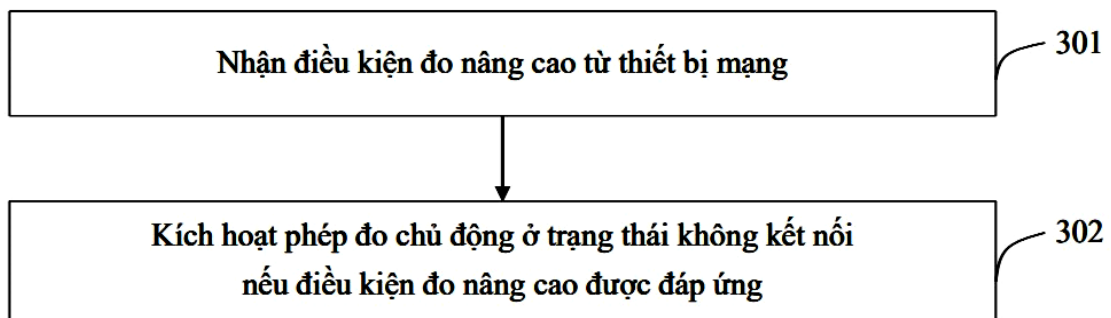 Nhận điều kiện đo nâng cao từ thiết bị mạng
301
Kích hoạt phép đo chủ động ở trạng thái không kết nối
nếu điều kiện đo nâng cao được đáp ứng
302